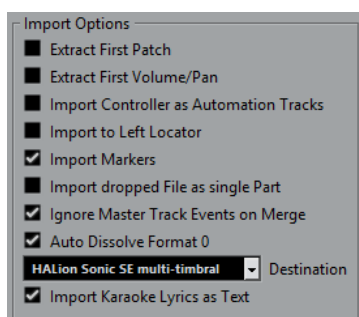 Import Options
Extract First Patch
Extract First Volume/Pan
Import Controller as Automation Tracks
Import to Left Locator
Import Markers
Import dropped File as single Part
Ignore Master Track Events on Merge
Auto Dissolve Format 0
HALion Sonic SE multi-timbral Destination
Import Karaoke Lyrics as Text